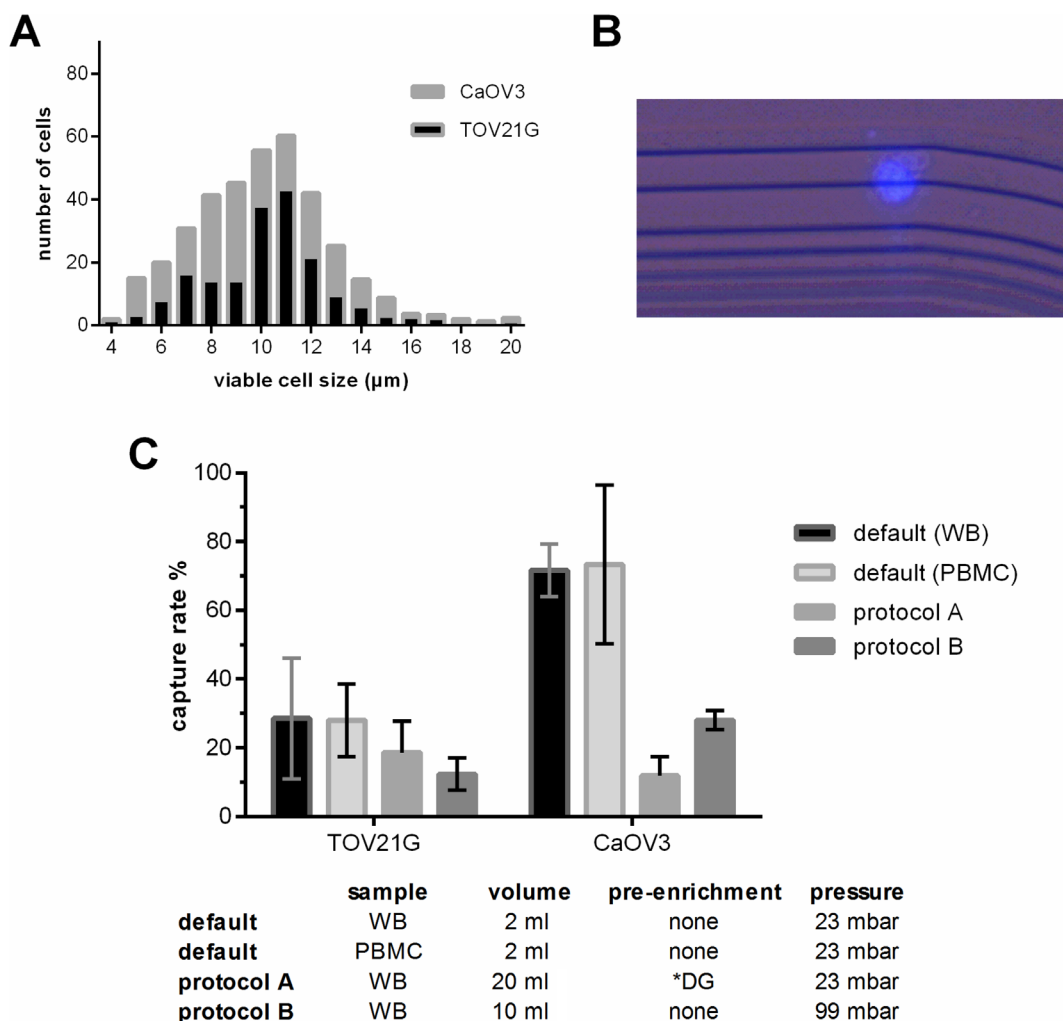 A
B
80
60
40
20
0
number of cells
CaOV3
TOV21G
4 6 8 10 12 14 16 18 20
viable cell size (µm)
C
100
80
60
40
20
0
capture rate %
default (WB)
default (PBMC)
protocol A
protocol B
TOV21G CaOV3
sample volume pre-enrichment pressure
default WB 2 ml none 23 mbar
default PBMC 2 ml none 23 mbar
protocol A WB 20 ml *DG 23 mbar
protocol B WB 10 ml none 99 mbar